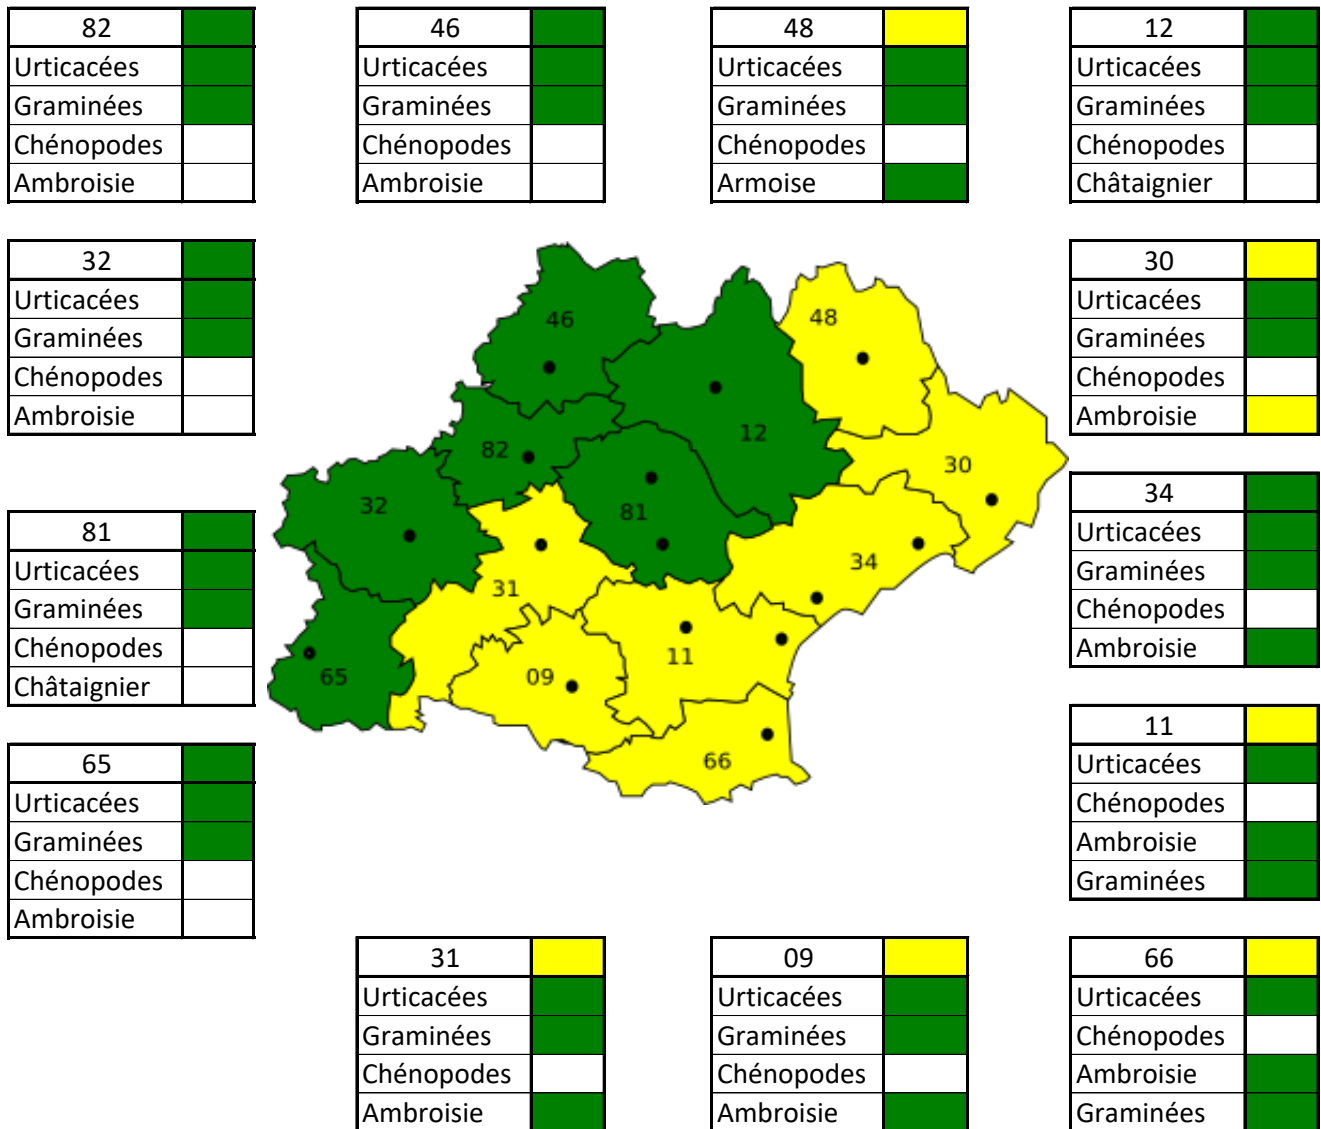 82
Urticacées
Graminées
Chénopodes
Ambroisie
46
Urticacées
Graminées
Chénopodes
Ambroisie
48
Urticacées
Graminées
Chénopodes
Armoise
12
Urticacées
Graminées
Chénopodes
Châtaignier
32
Urticacées
Graminées
Chénopodes
Ambroisie
46
48
12
82
30
32
81
34
31
11
65
09
66
30
Urticacées
Graminées
Chénopodes
Ambroisie
81
Urticacées
Graminées
Chénopodes
Châtaignier
34
Urticacées
Graminées
Chénopodes
Ambroisie
65
Urticacées
Graminées
Chénopodes
Ambroisie
11
Urticacées
Chénopodes
Ambroisie
Graminées
31
Urticacées
Graminées
Chénopodes
Ambroisie
09
Urticacées
Graminées
Chénopodes
Ambroisie
66
Urticacées
Chénopodes
Ambroisie
Graminées